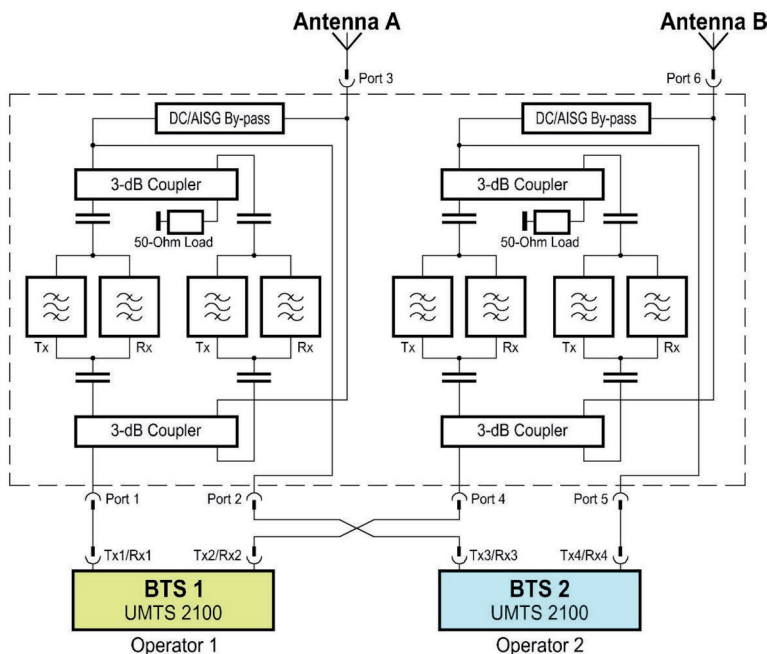 Antenna A
Antenna B
Port 3
Port 6
DC/AISG By-pass
DC/AISG By-pass
3-dB Coupler
3-dB Coupler
50-Ohm Load
50-Ohm Load
Tx
Rx
Tx
Rx
Tx
Rx
Tx
Rx
3-dB Coupler
3-dB Coupler
Port 1
Port 2
Port 4
Port 5
Tx1/Rx1
Tx2/Rx2
Tx3/Rx3
Tx4/Rx4
BTS 1
UMTS 2100
BTS 2
UMTS 2100
Operator 1
Operator 2